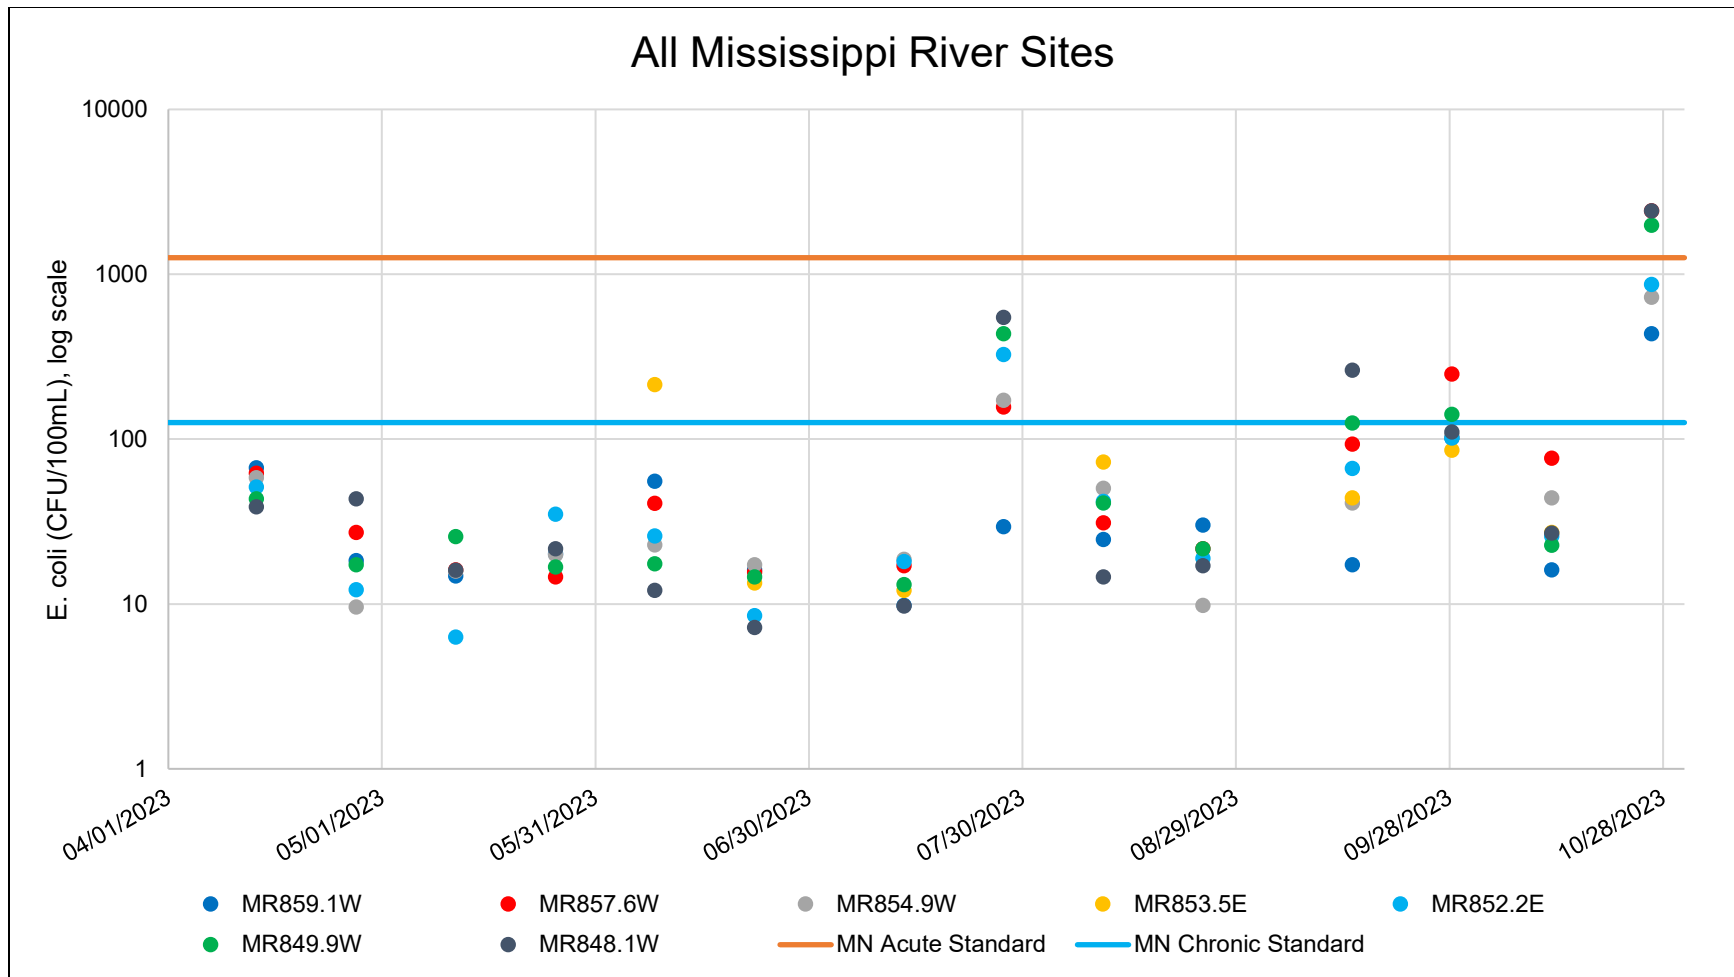 All Mississippi River Sites
E. coli (CFU/100mL), log scale
10000
1000
100
10
1
04/01/2023 05/01/2023 05/31/2023 06/30/2023 07/30/2023 08/29/2023 09/28/2023 10/28/2023
MR859.1W MR857.6W MR854.9W MR853.5E MR852.2E
MR849.9W MR848.1W MN Acute Standard MN Chronic Standard